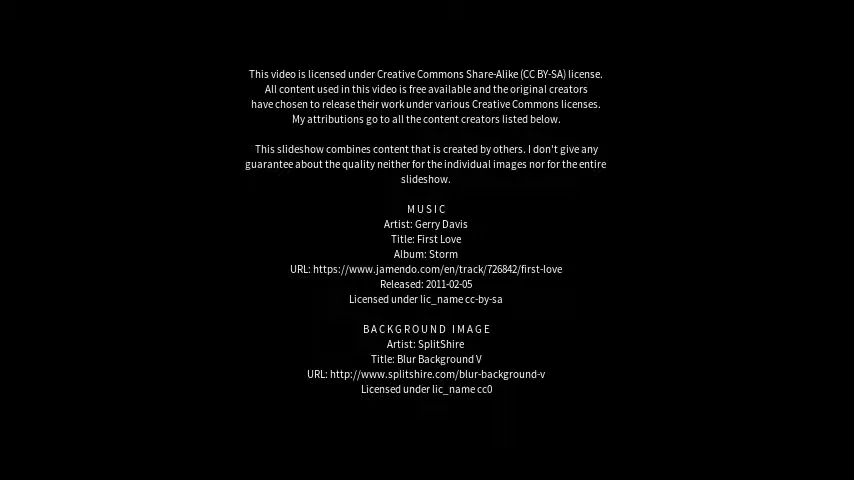 This video is licensed under Creative Commons Share-Alike (CC BY-SA) license.
All content used in this video is free available and the original creators
have chosen to release their work under various Creative Commons licenses.
My attributions go to all the content creators listed below.
This slideshow combines content that is created by others. I don't give any
guarantee about the quality neither for the individual images nor for the entire
slideshow.
MUSIC
Artist: Gerry Davis
Title: First Love
Album: Storm
URL: https://www.jamendo.com/en/track/726842/first-love
Released: 2011-02-05
Licensed under lic_name cc-by-sa
BACKGROUND IMAGE
Artist: SplitShire
Title: Blur Background V
URL: http://www.splitshire.com/blur-background-v
Licensed under lic_name cc0